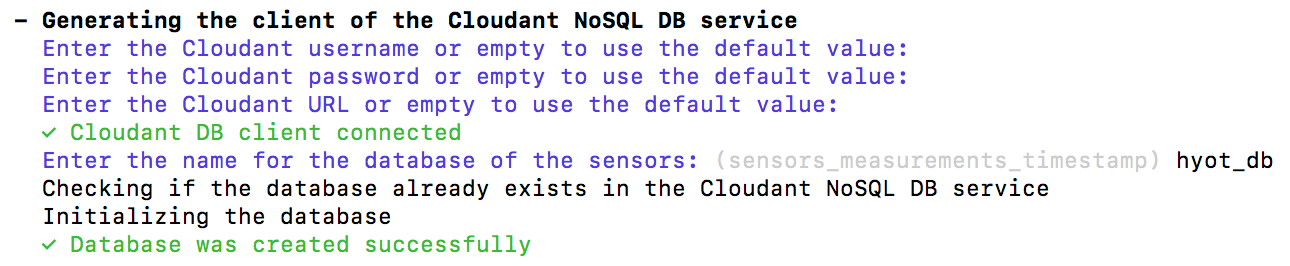 – Generating the client of the Cloudant NoSQL DB service
Enter the Cloudant username or empty to use the default value:
Enter the Cloudant password or empty to use the default value:
Enter the Cloudant URL or empty to use the default value:
✓ Cloudant DB client connected
Enter the name for the database of the sensors: (sensors_measurements_timestamp) hyot_db
Checking if the database already exists in the Cloudant NoSQL DB service
Initializing the database
✓ Database was created successfully